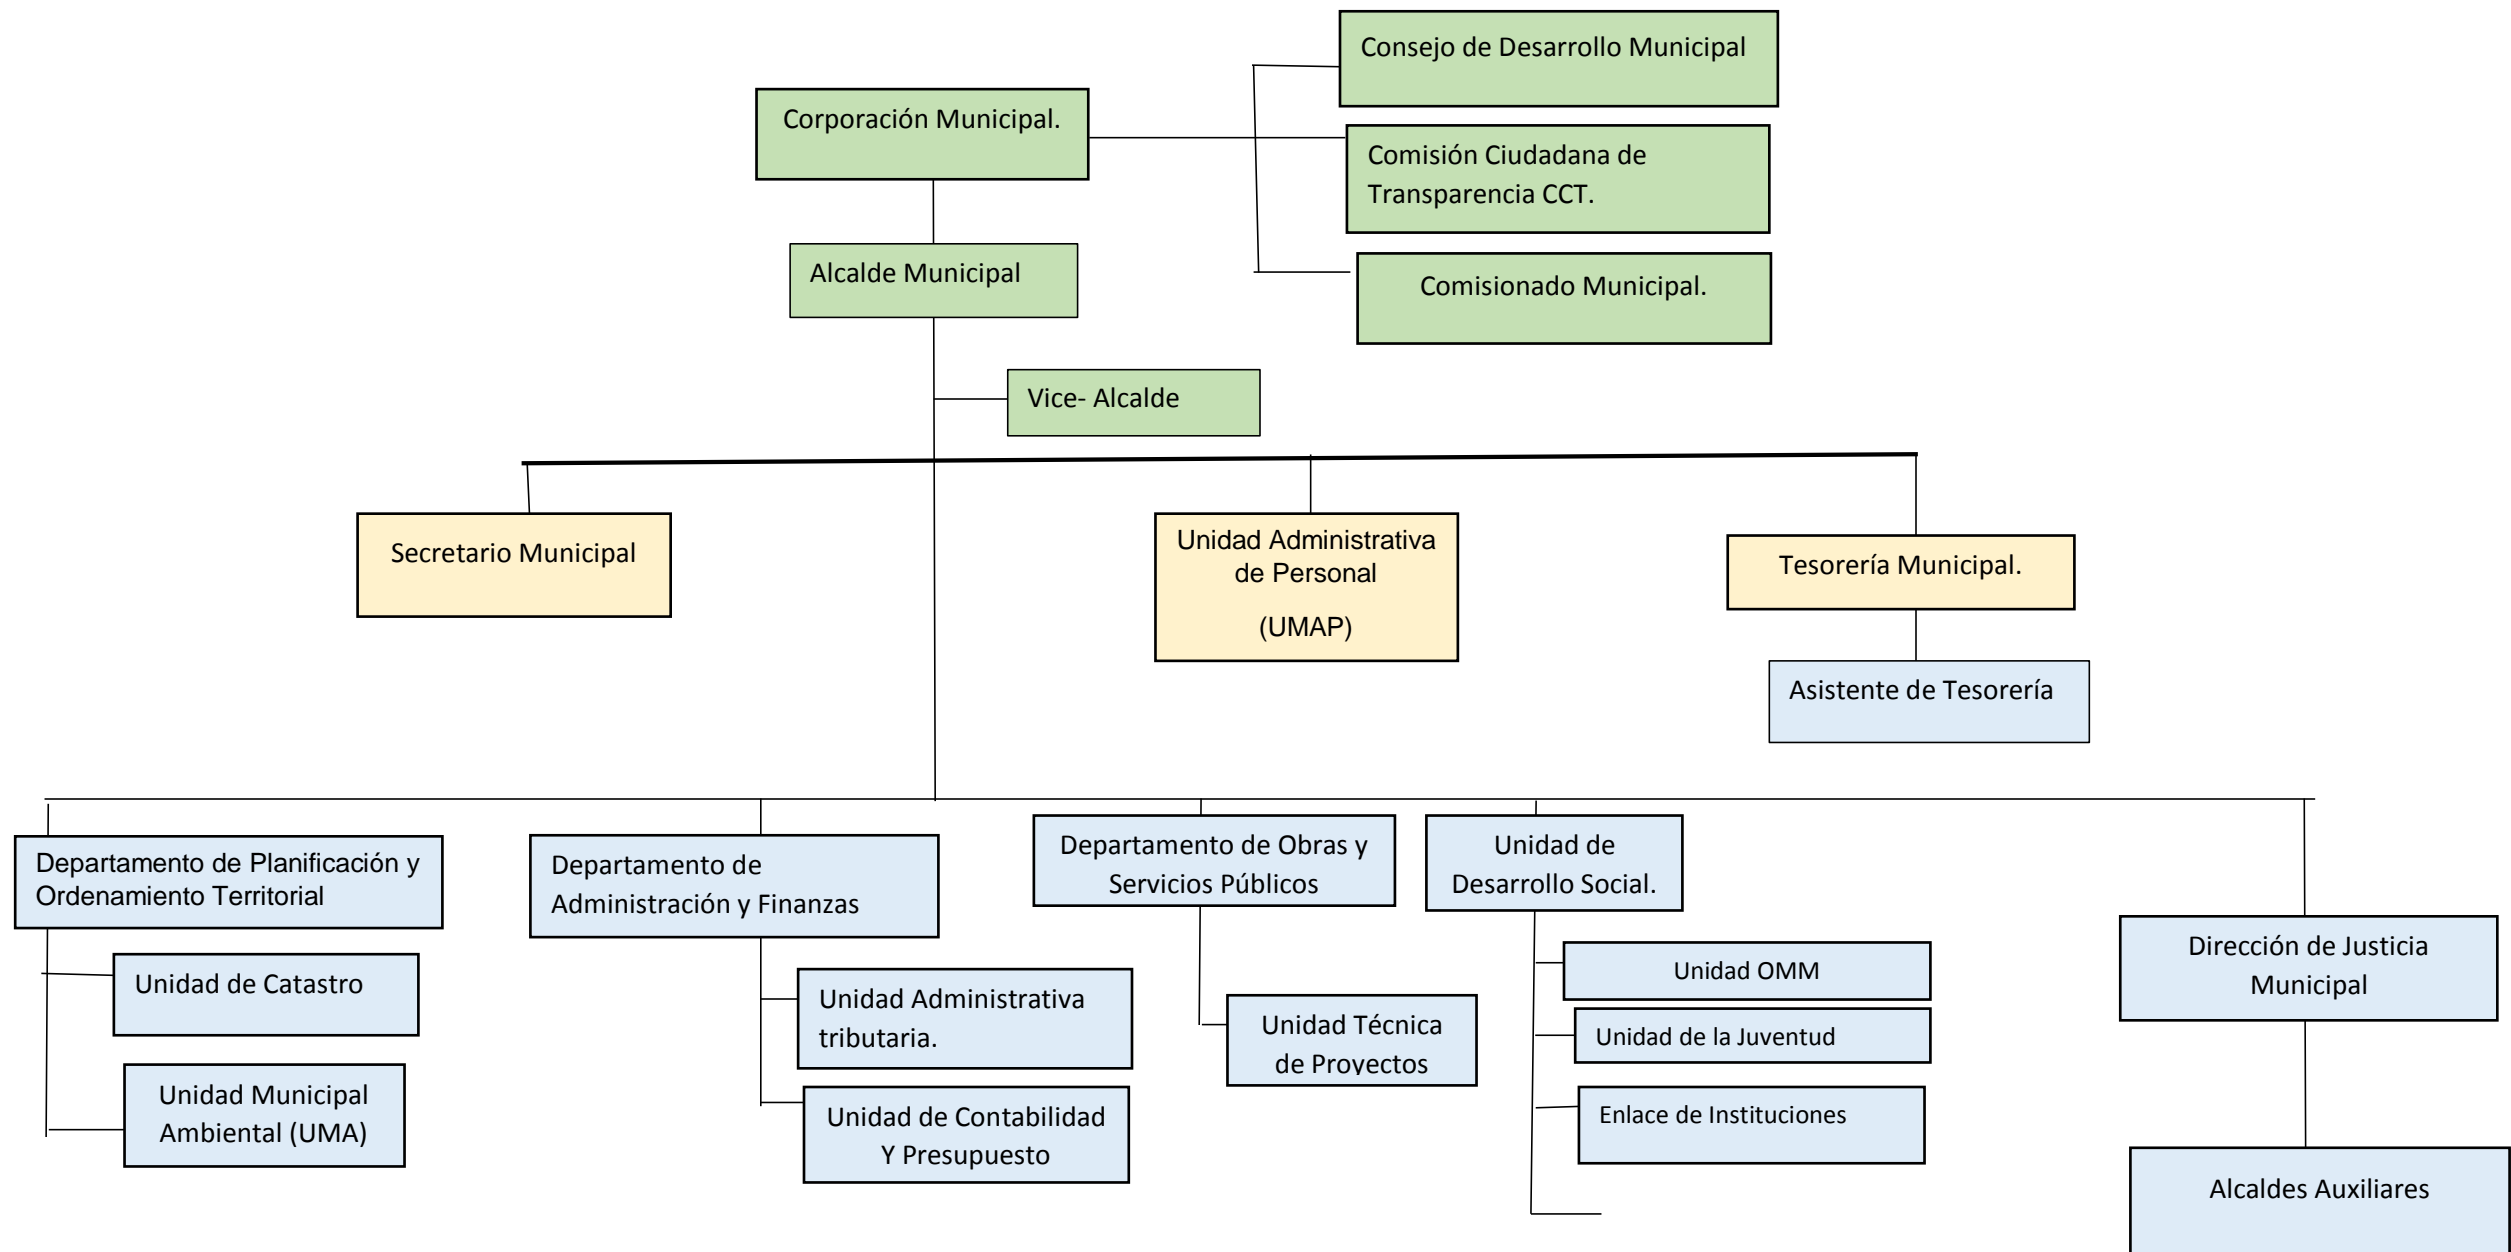 Consejo de Desarrollo Municipal
Corporación Municipal.
Comisión Ciudadana de
Transparencia CCT.
Alcalde Municipal
Comisionado Municipal.
Vice- Alcalde
Secretario Municipal
Unidad Administrativa
de Personal
(UMAP)
Tesorería Municipal.
Asistente de Tesorería
Departamento de Planificación y
Ordenamiento Territorial
Departamento de
Administración y Finanzas
Departamento de Obras y
Servicios Públicos
Unidad de
Desarrollo Social.
Dirección de Justicia
Municipal
Unidad de Catastro
Unidad Municipal
Ambiental (UMA)
Unidad Administrativa
tributaria.
Unidad de Contabilidad
Y Presupuesto
Unidad Técnica
de Proyectos
Unidad OMM
Unidad de la Juventud
Enlace de Instituciones
Alcaldes Auxiliares